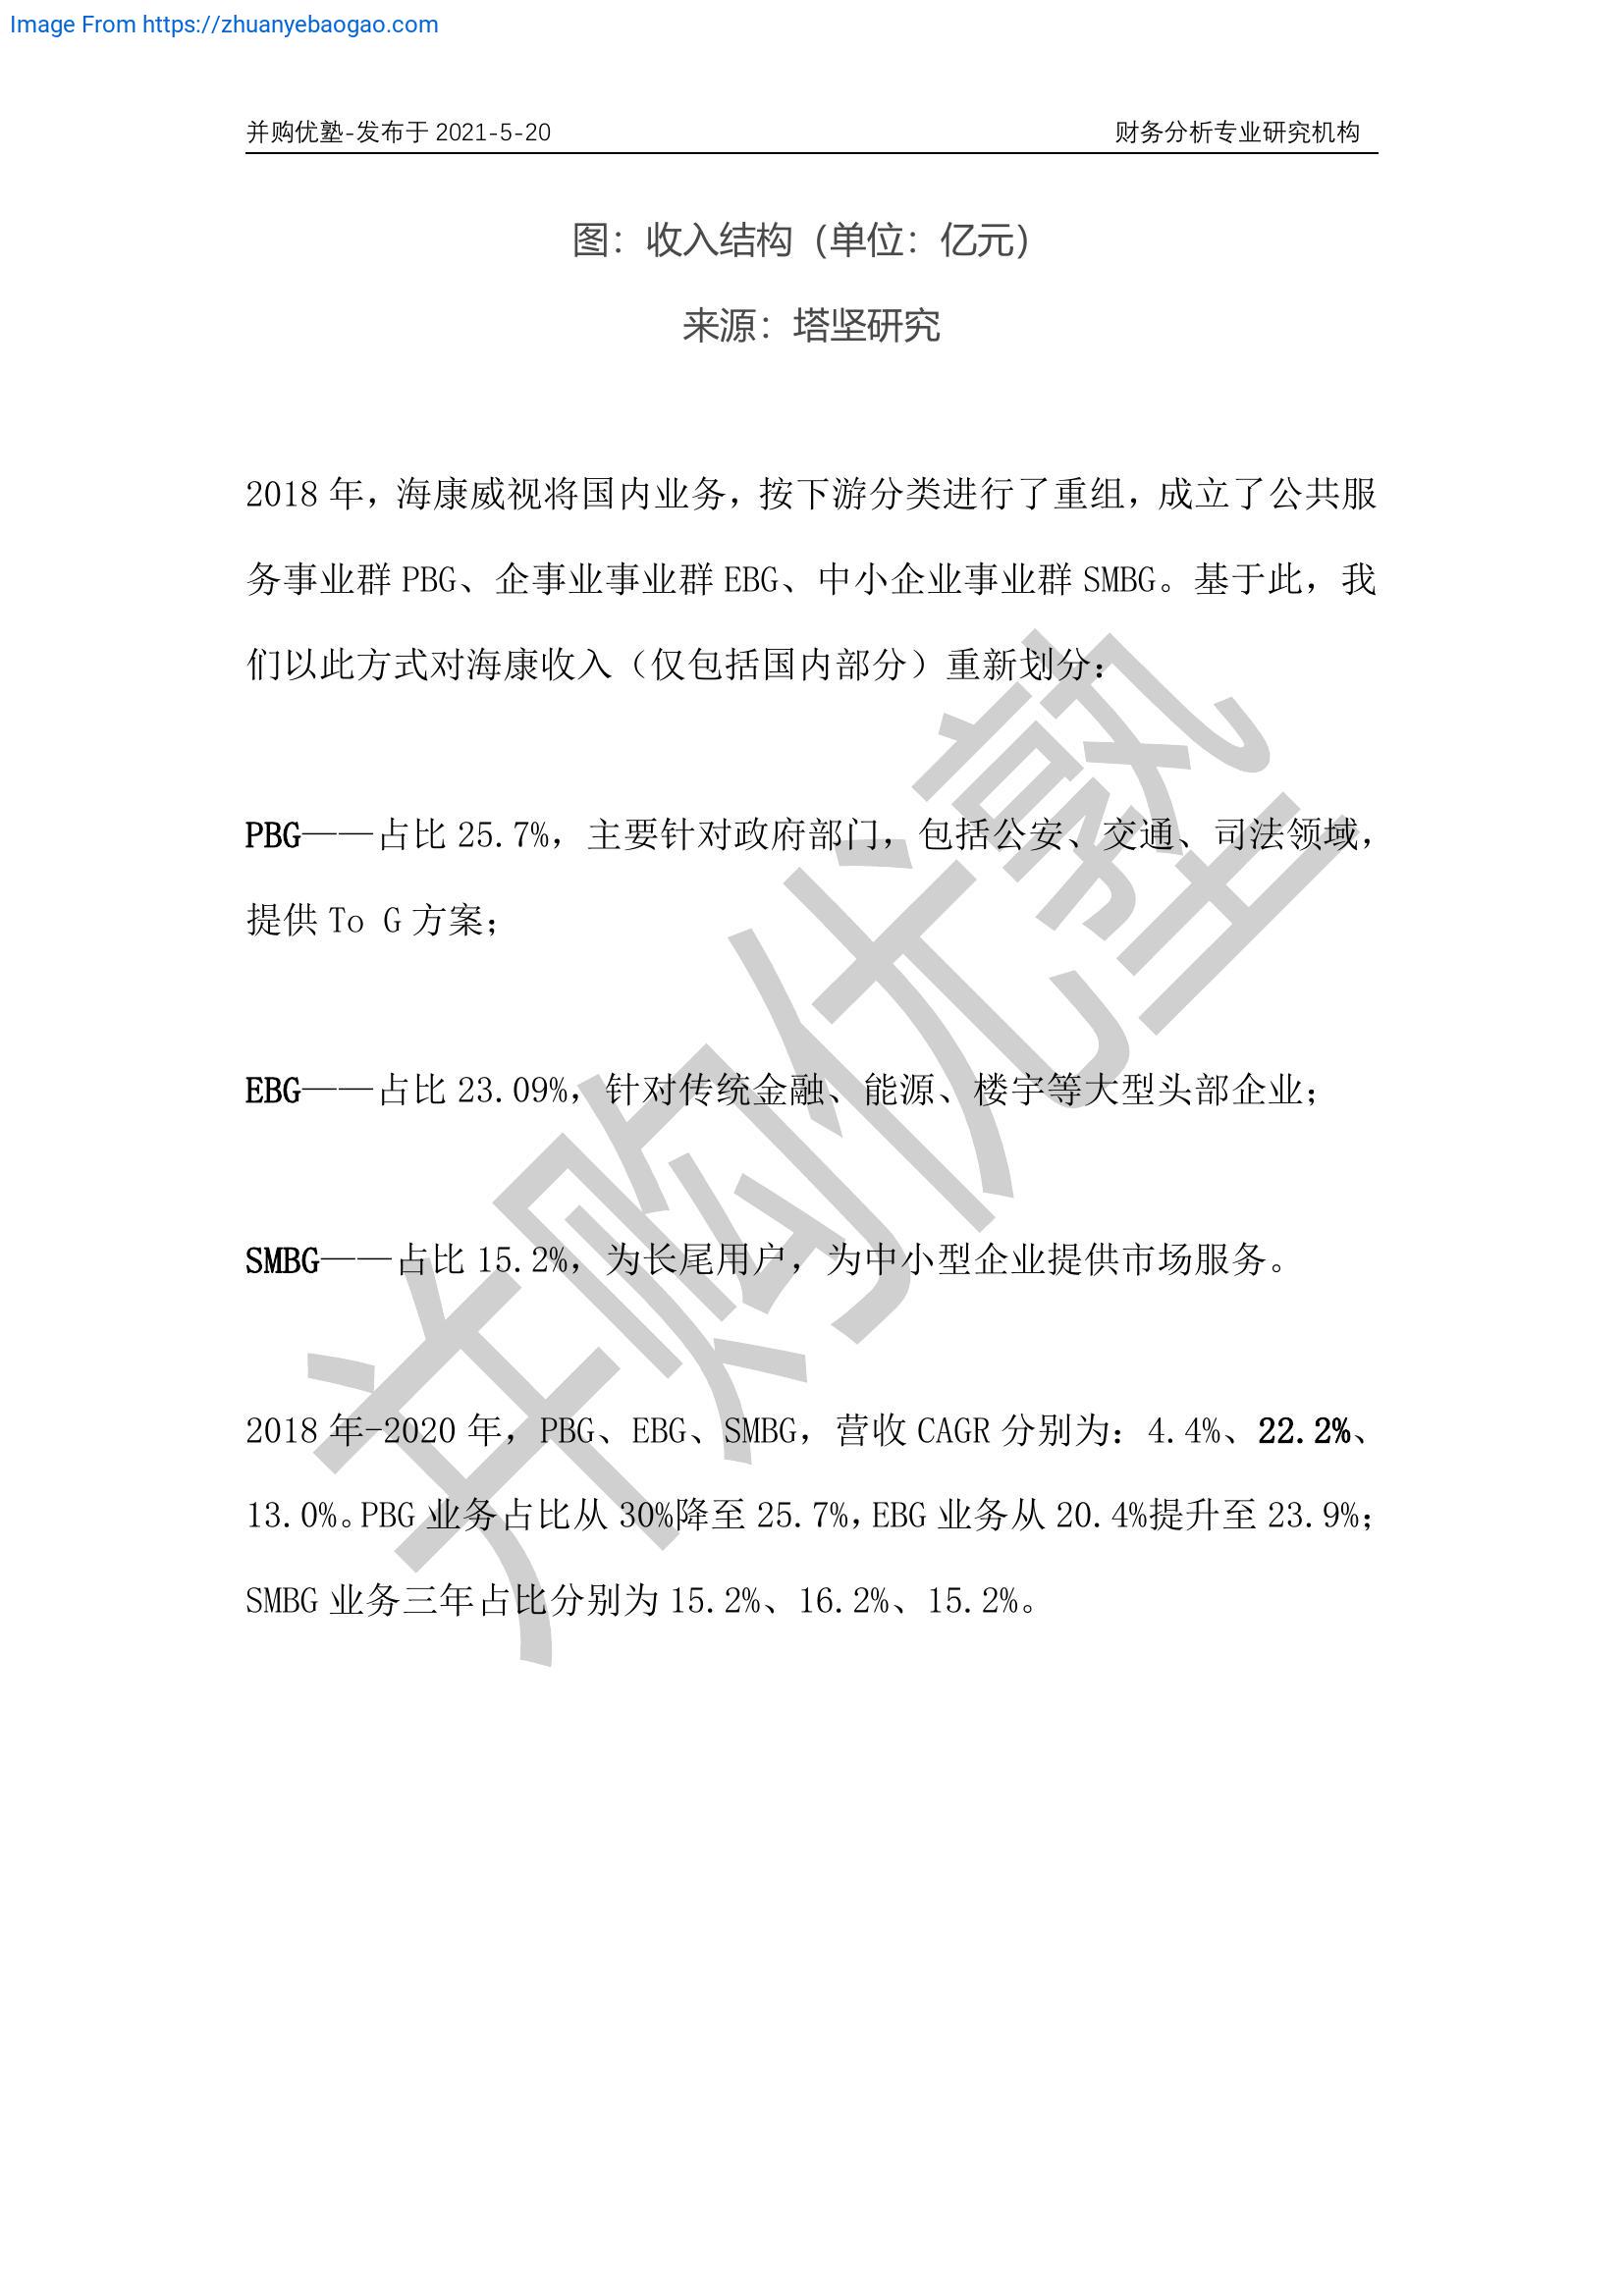 Image From https://zhuanyebaogao.com
并购优塾-发布于 2021-5-20 财务分析专业研究机构
图：收入结构（单位：亿元）
来源：塔坚研究
2018 年，海康威视将国内业务，按下游分类进行了重组，成立了公共服
务事业群 PBG、企事业事业群 EBG、中小企业事业群 SMBG。基于此，我
们以此方式对海康收入（仅包括国内部分）重新划分：
PBG——占比 25.7%，主要针对政府部门，包括公安、交通、司法领域，
提供 To G 方案；
EBG——占比 23.09%，针对传统金融、能源、楼宇等大型头部企业；
SMBG——占比 15.2%，为长尾用户，为中小型企业提供市场服务。
2018 年-2020 年，PBG、EBG、SMBG，营收 CAGR 分别为：4.4%、22.2%、
13.0%。PBG 业务占比从 30%降至 25.7%，EBG 业务从 20.4%提升至 23.9%；
SMBG 业务三年占比分别为 15.2%、16.2%、15.2%。
并购优塾